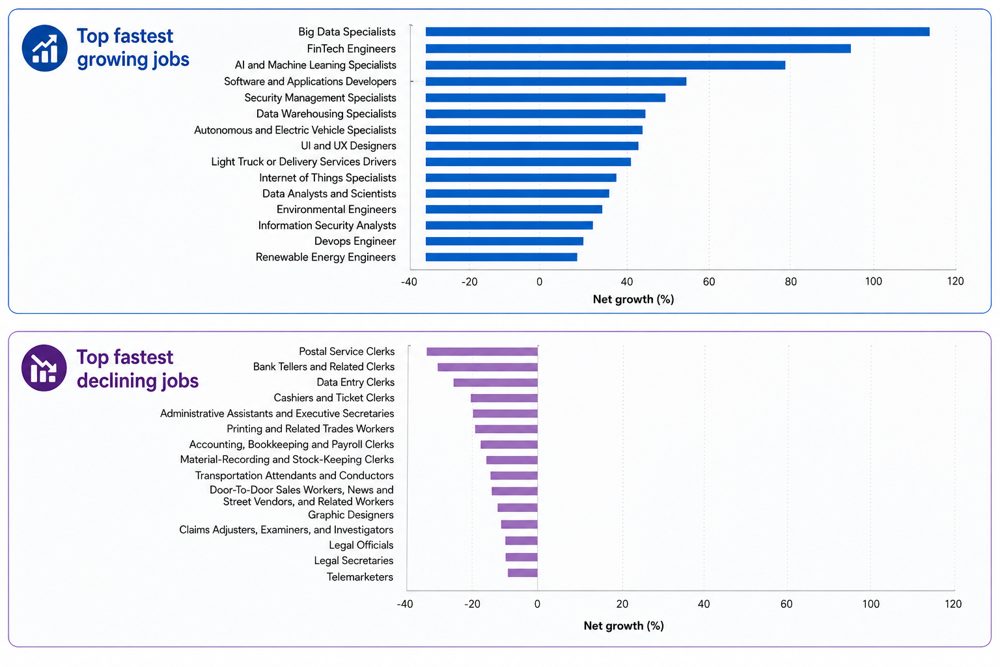 Top fastest
growing jobs
Big Data Specialists
FinTech Engineers
AI and Machine Learning Specialists
Software and Applications Developers
Security Management Specialists
Data Warehousing Specialists
Autonomous and Electric Vehicle Specialists
UI and UX Designers
Light Truck or Delivery Services Drivers
Internet of Things Specialists
Data Analysts and Scientists
Environmental Engineers
Information Security Analysts
Devops Engineer
Renewable Energy Engineers
-40 -20 0 40 60 80 100 120
Net growth (%)
Top fastest
declining jobs
Postal Service Clerks
Bank Tellers and Related Clerks
Data Entry Clerks
Cashiers and Ticket Clerks
Administrative Assistants and Executive Secretaries
Printing and Related Trades Workers
Accounting, Bookkeeping and Payroll Clerks
Material-Recording and Stock-Keeping Clerks
Transportation Attendants and Conductors
Door-To-Door Sales Workers, News and
Street Vendors, and Related Workers
Graphic Designers
Claims Adjusters, Examiners, and Investigators
Legal Officials
Legal Secretaries
Telemarketers
-40 -20 0 20 40 60 100 120
Net growth (%)